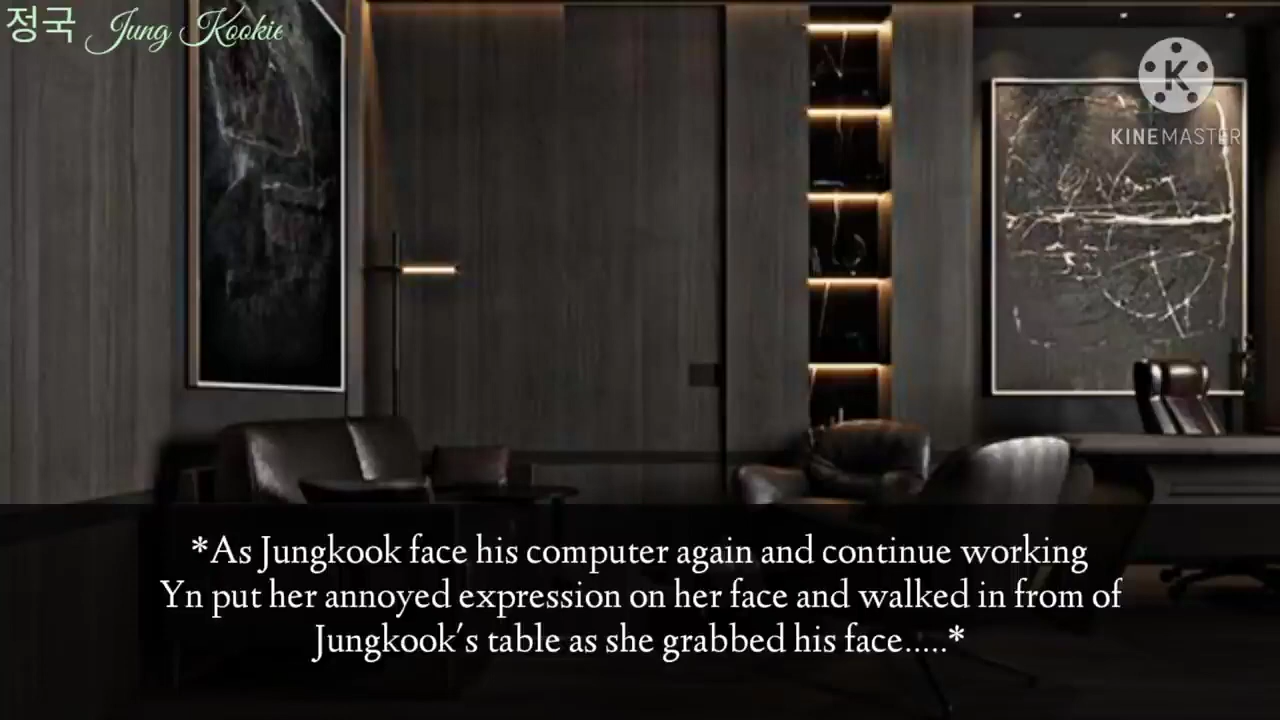 정국 Jung Kookie
KINEMASTER
*As Jungkook face his computer again and continue working
Yn put her annoyed expression on her face and walked in from of
Jungkook's table as she grabbed his face.....*